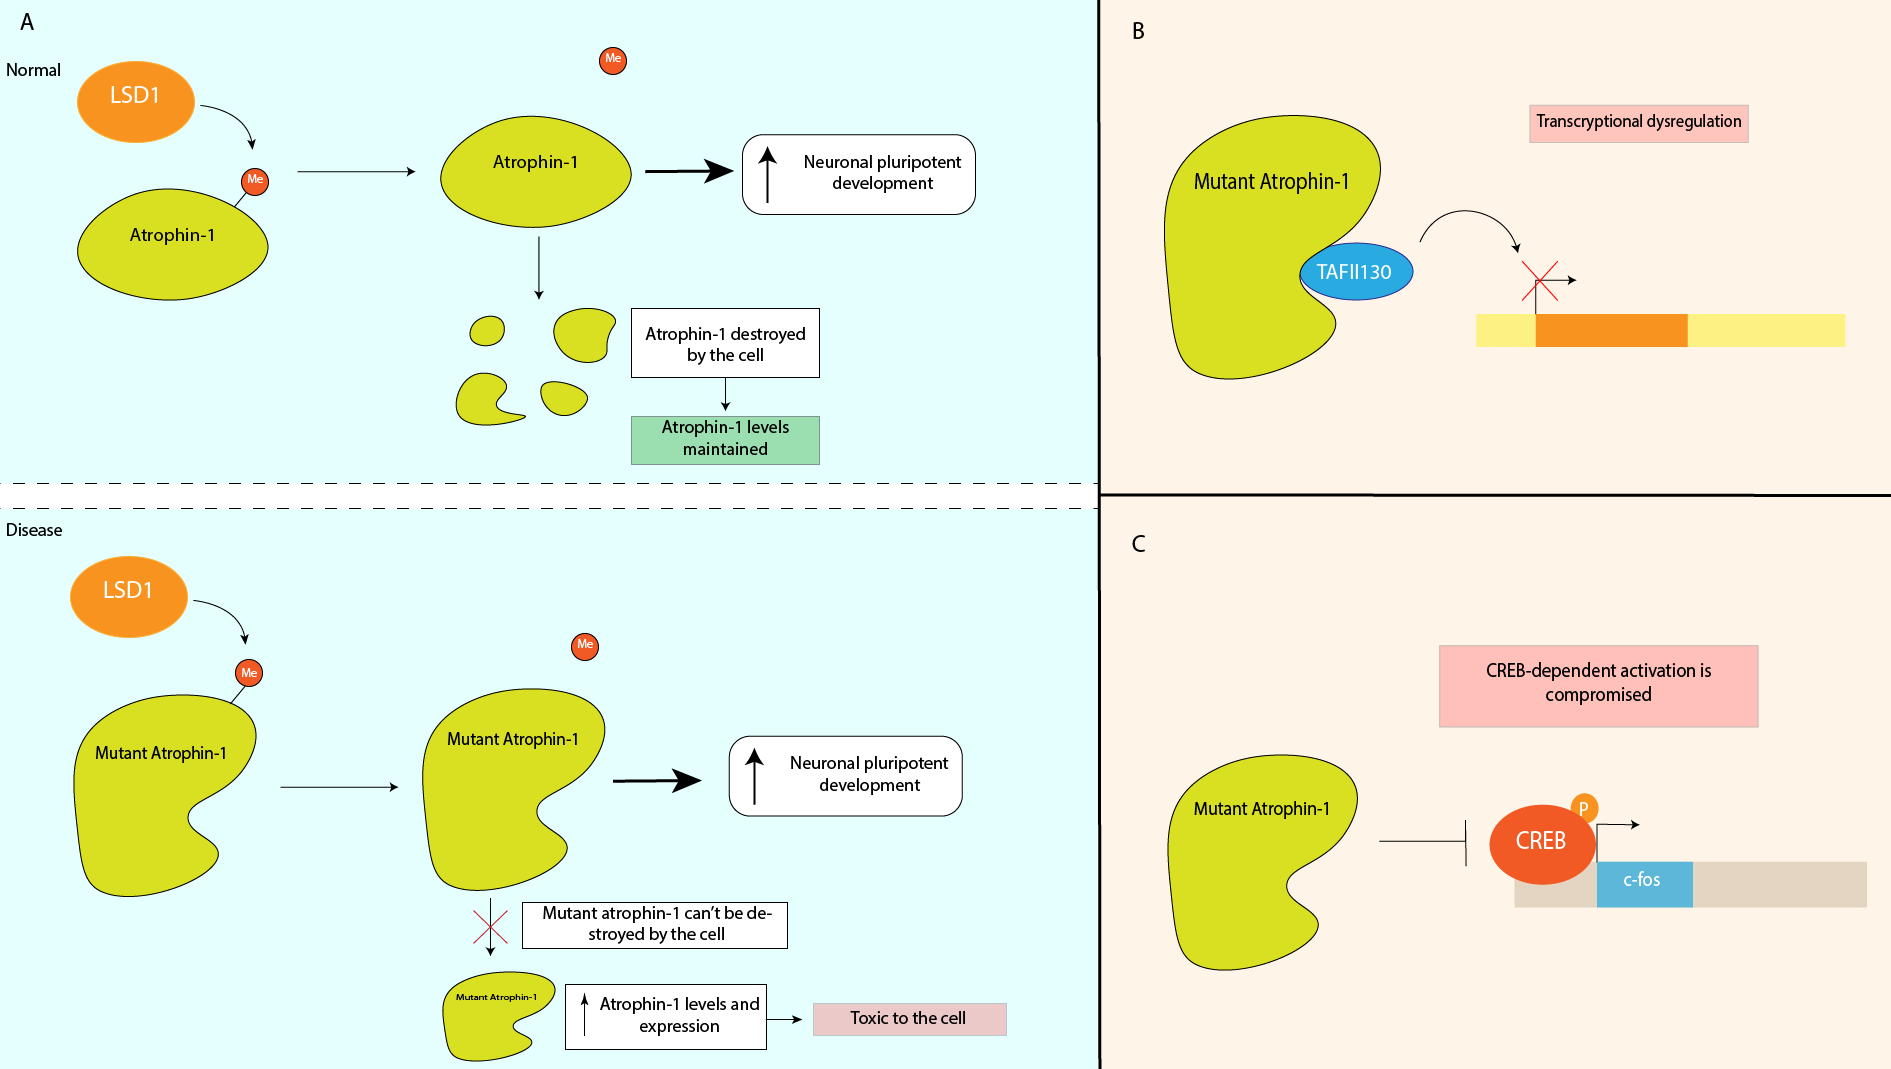 A
Normal
LSD1
Me
Atrophin-1
Me
Atrophin-1
Neuronal pluripotent
development
Atrophin-1 destroyed
by the cell
Atrophin-1 levels
maintained
Disease
LSD1
Me
Mutant Atrophin-1
Me
Mutant Atrophin-1
Neuronal pluripotent
development
Mutant atrophin-1 can't be de-
stroyed by the cell
Mutant Atrophin-1
Atrophin-1 levels and
expression
Toxic to the cell
B
Transcryptional dysregulation
Mutant Atrophin-1
TAFII130
C
CREB-dependent activation is
compromised
Mutant Atrophin-1
P
CREB
c-fos